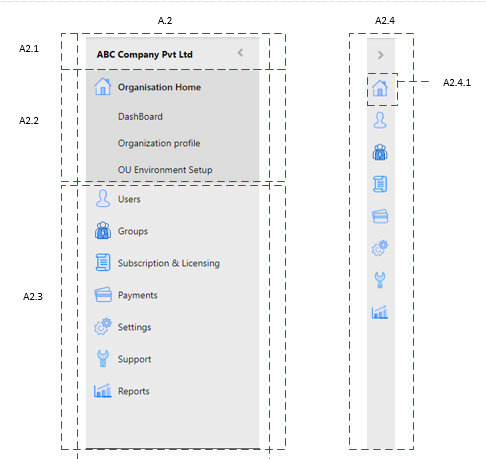 A.2
A2.4
A2.1
ABC Company Pvt Ltd
A2.4.1
Organisation Home
A2.2
DashBoard
Organization profile
OU Environment Setup
Users
Groups
Subscription & Licensing
A2.3
Payments
Settings
Support
Reports